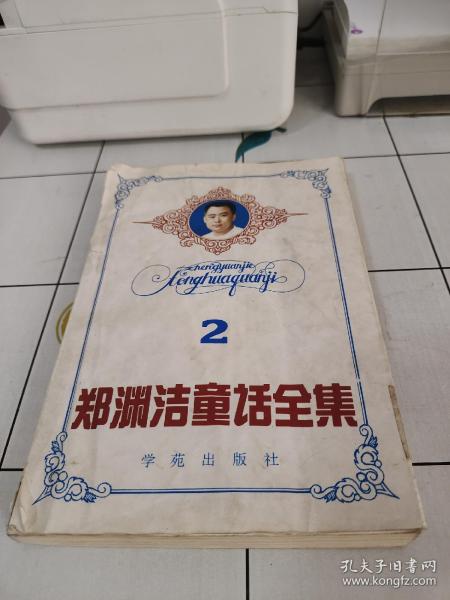 zhengyuanjie
tonghuaquanji
2
郑渊洁童话全集
学苑出版社
孔夫子旧书网
www.kongfz.com